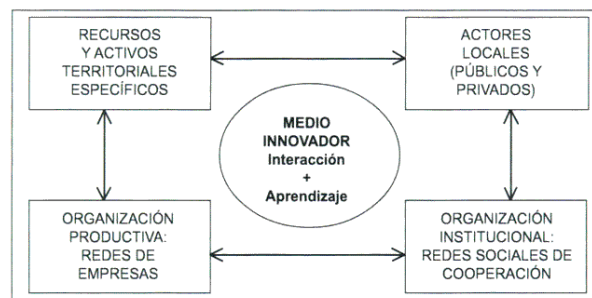 RECURSOS
Y ACTIVOS
TERRITORIALES
ESPECÍFICOS
ACTORES
LOCALES
(PÚBLICOS Y
PRIVADOS)
MEDIO
INNOVADOR
Interacción
+
Aprendizaje
ORGANIZACIÓN
PRODUCTIVA:
REDES DE
EMPRESAS
ORGANIZACIÓN
INSTITUCIONAL:
REDES SOCIALES DE
COOPERACIÓN